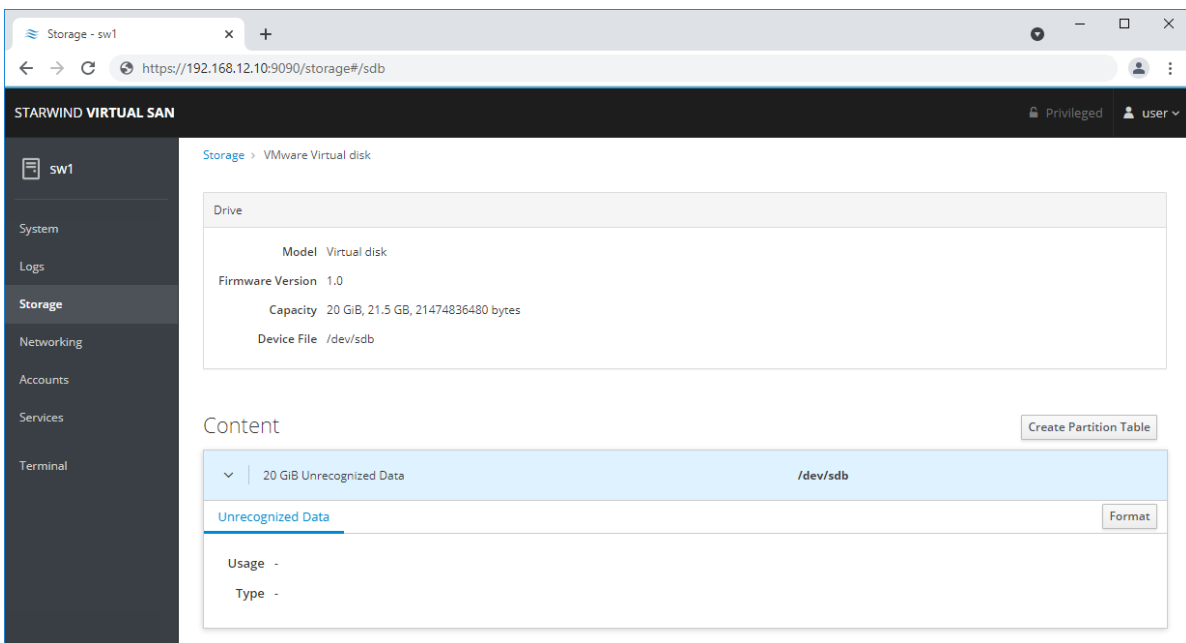 Storage - sw1
https://192.168.12.10:9090/storage#/sdb
STARWIND VIRTUAL SAN
Privileged
user
sw1
System
Logs
Storage
Networking
Accounts
Services
Terminal
Storage > VMware Virtual disk
Drive
Model Virtual disk
Firmware Version 1.0
Capacity 20 GiB, 21.5 GB, 21474836480 bytes
Device File /dev/sdb
Content
Create Partition Table
20 GiB Unrecognized Data /dev/sdb
Unrecognized Data
Format
Usage -
Type -